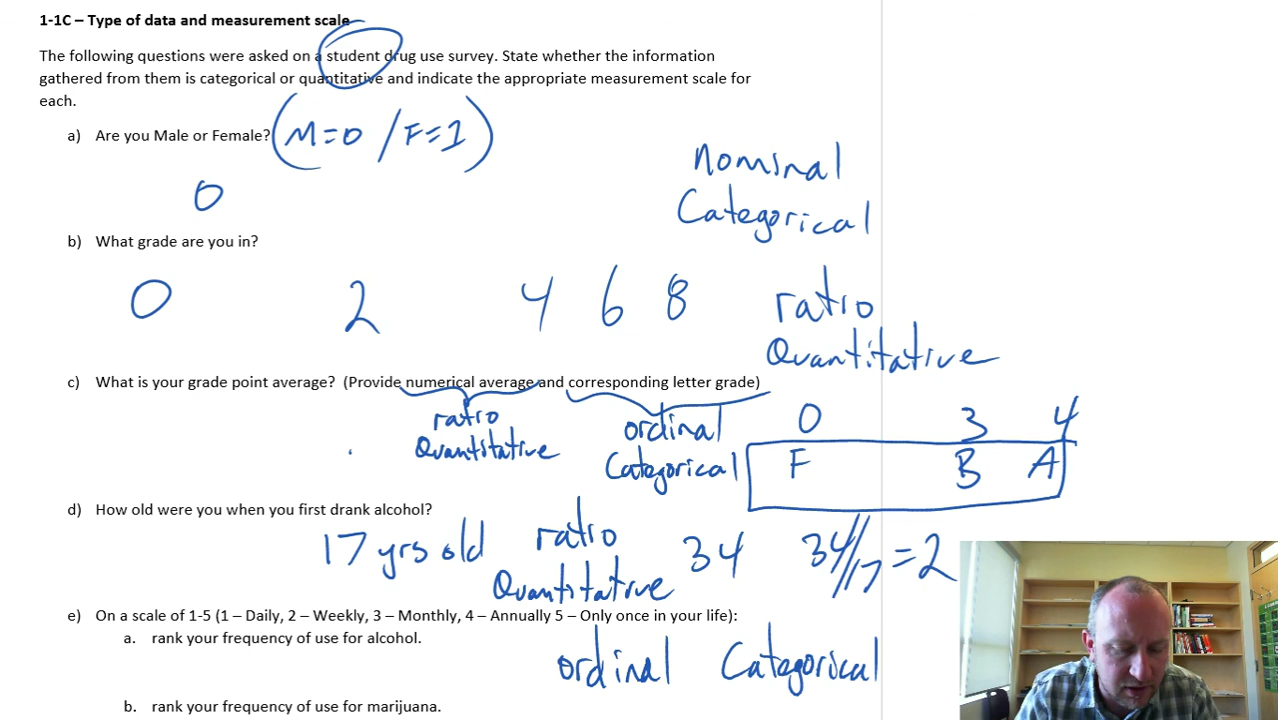 1-1C – Type of data and measurement scale
The following questions were asked on a student drug use survey. State whether the information
gathered from them is categorical or quantitative and indicate the appropriate measurement scale for
each.
a) Are you Male or Female? (M=0 / F=1)
Nominal
Categorical
0
b) What grade are you in?
0 2 4 6 8 ratio
Quantitative
c) What is your grade point average? (Provide numerical average and corresponding letter grade)
ratio ordinal 0 3 4
Quantitative Categorical F B A
d) How old were you when you first drank alcohol?
17 yrs old ratio 34 34/17 = 2
Quantitative
e) On a scale of 1-5 (1 – Daily, 2 – Weekly, 3 – Monthly, 4 – Annually 5 – Only once in your life):
a. rank your frequency of use for alcohol.
ordinal Categorical
b. rank your frequency of use for marijuana.